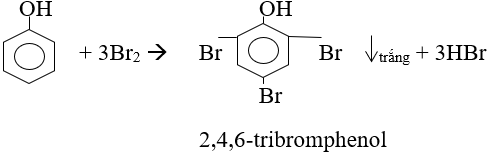 OH OH
+ 3Br₂ → Br Br ↓trắng + 3HBr
Br
2,4,6-tribromphenol